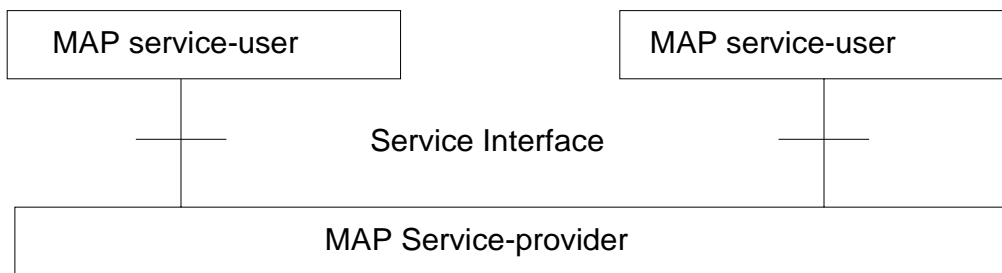 MAP service-user
MAP service-user
Service Interface
MAP Service-provider